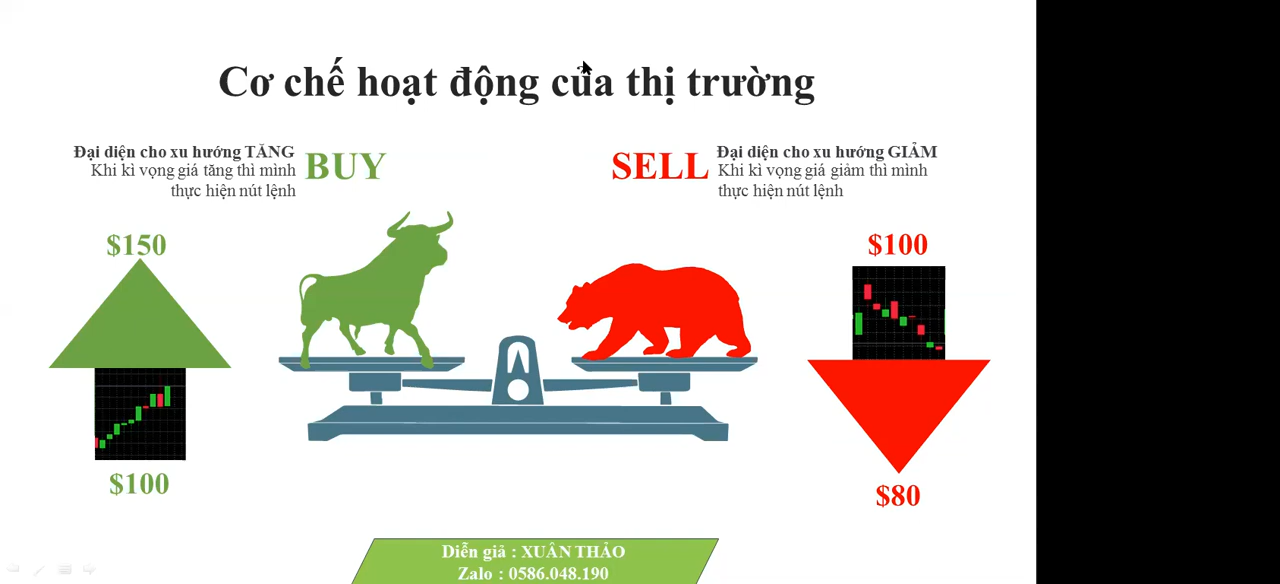 Cơ chế hoạt động của thị trường
Đại diện cho xu hướng TĂNG
Khi kì vọng giá tăng thì mình
thực hiện nút lệnh
BUY
SELL
Đại diện cho xu hướng GIẢM
Khi kì vọng giá giảm thì mình
thực hiện nút lệnh
$150
$100
$100
$80
Diễn giả : XUÂN THẢO
Zalo : 0586.048.190